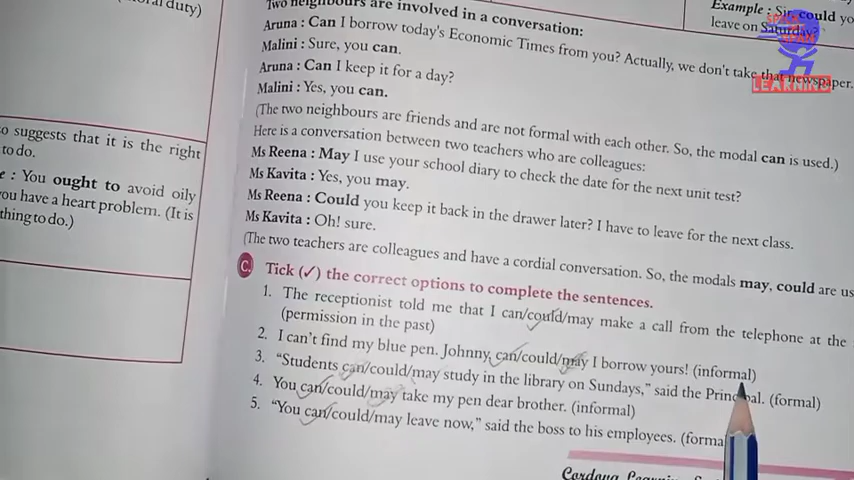 oral duty)
Example : Sir, could yo
leave on Saturday?
SPACE
LEARNING
Two neighbours are involved in a conversation:
Aruna : Can I borrow today's Economic Times from you? Actually, we don't take that newspaper.
Malini : Sure, you can.
Aruna : Can I keep it for a day?
Malini : Yes, you can.
(The two neighbours are friends and are not formal with each other. So, the modal can is used.)
Here is a conversation between two teachers who are colleagues:
Ms Reena : May I use your school diary to check the date for the next unit test?
Ms Kavita : Yes, you may.
Ms Reena : Could you keep it back in the drawer later? I have to leave for the next class.
Ms Kavita : Oh! sure.
(The two teachers are colleagues and have a cordial conversation. So, the modals may, could are us
o suggests that it is the right
to do.
e : You ought to avoid oily
you have a heart problem. (It is
thing to do.)
C. Tick (✓) the correct options to complete the sentences.
1. The receptionist told me that I can/could/may make a call from the telephone at the
(permission in the past)
2. I can't find my blue pen. Johnny, can/could/may I borrow yours! (informal)
3. "Students can/could/may study in the library on Sundays," said the Principal. (formal)
4. You can/could/may take my pen dear brother. (informal)
5. "You can/could/may leave now," said the boss to his employees. (forma
Cordova Learning